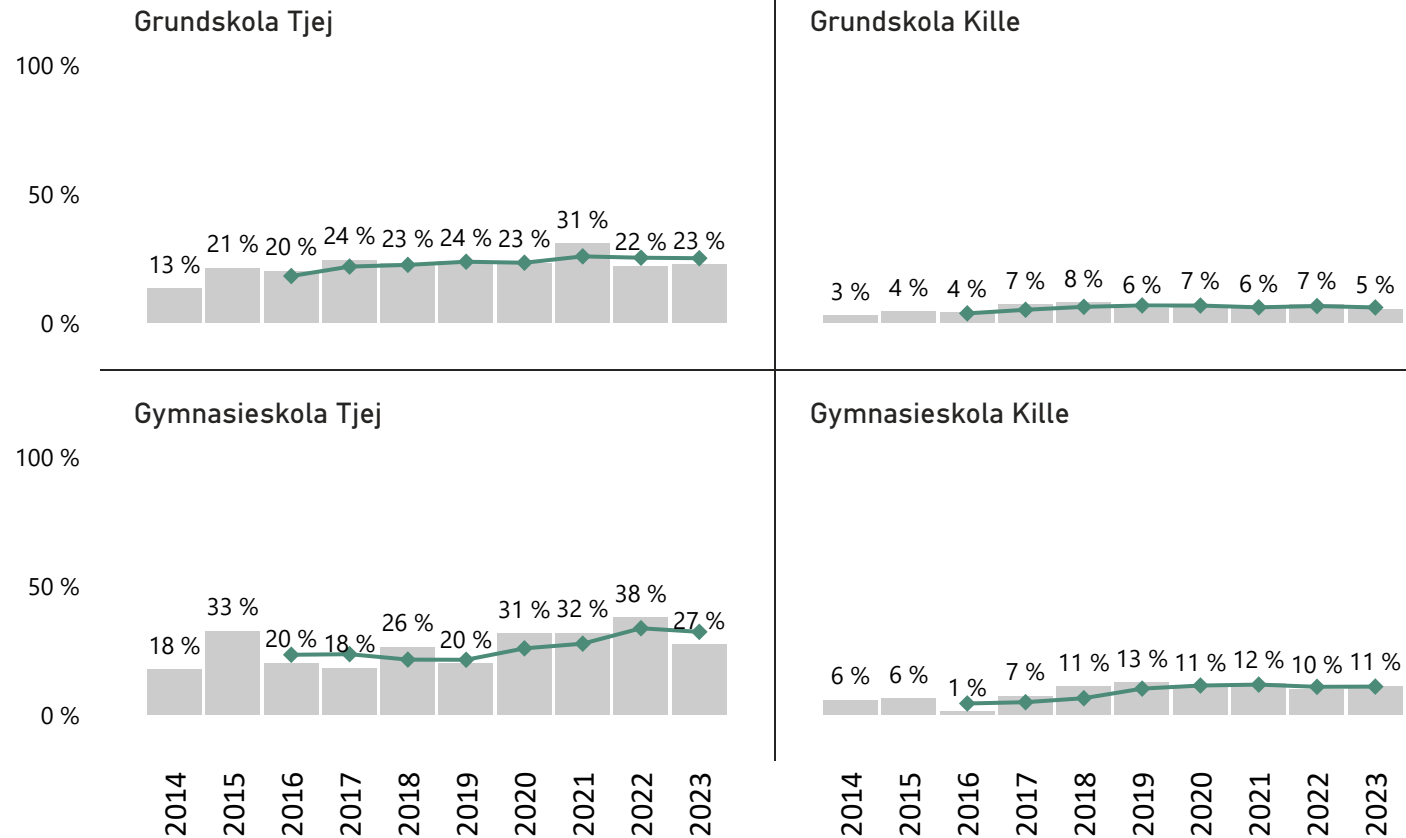 Grundskola Tjej
100 %
50 %
0 %
13 % 21 % 20 % 24 % 23 % 24 % 23 % 31 % 22 % 23 %
Grundskola Kille
3 % 4 % 4 % 7 % 8 % 6 % 7 % 6 % 7 % 5 %
Gymnasieskola Tjej
100 %
50 %
0 %
18 % 33 % 20 % 18 % 26 % 20 % 31 % 32 % 38 % 27 %
2014 2015 2016 2017 2018 2019 2020 2021 2022 2023
Gymnasieskola Kille
6 % 6 % 1 % 7 % 11 % 13 % 11 % 12 % 10 % 11 %
2014 2015 2016 2017 2018 2019 2020 2021 2022 2023